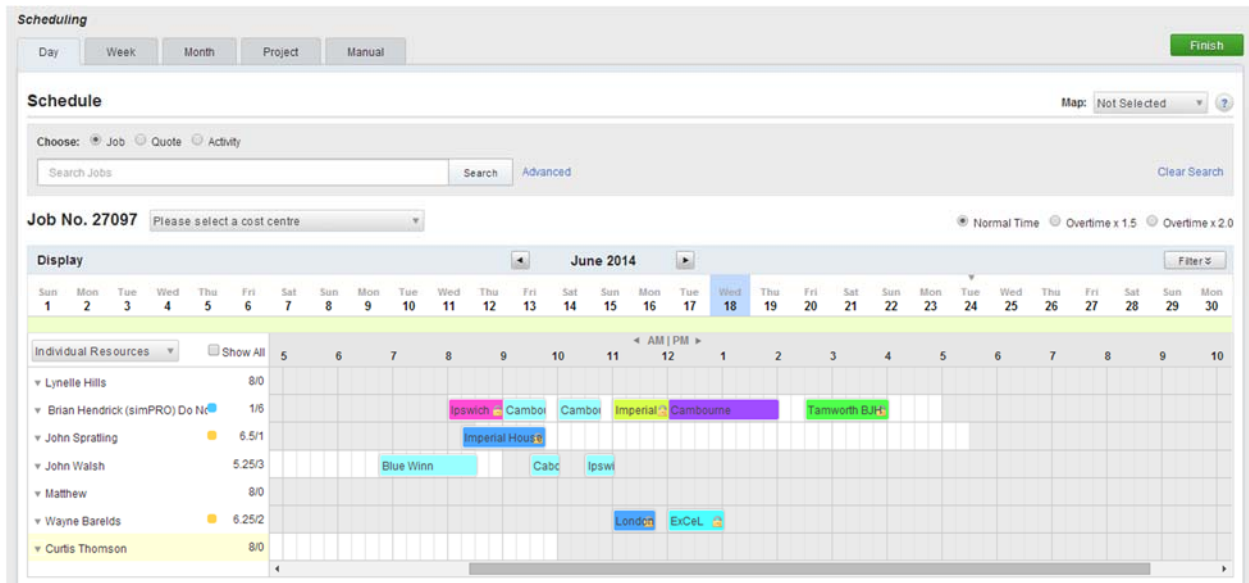 Scheduling
Day Week Month Project Manual Finish
Schedule Map: Not Selected ?
Choose: Job Quote Activity
Search Jobs Search Advanced Clear Search
Job No. 27097 Please select a cost centre Normal Time Overtime x 1.5 Overtime x 2.0
Display June 2014 Filter
Sun Mon Tue Wed Thu Fri Sat Sun Mon Tue Wed Thu Fri Sat Sun Mon Tue Wed Thu Fri Sat Sun Mon Tue Wed Thu Fri Sat Sun Mon
1 2 3 4 5 6 7 8 9 10 11 12 13 14 15 16 17 18 19 20 21 22 23 24 25 26 27 28 29 30
AM | PM
Individual Resources Show All 5 6 7 8 9 10 11 12 1 2 3 4 5 6 7 8 9 10
Lynelle Hills 8/0
Brian Hendrick (simPRO) Do No 1/6 Ipswich Cambou Cambou Imperial Cambourne Tamworth BJH
John Spratling 6.5/1 Imperial House
John Walsh 5.25/3 Blue Winn Cabc Ipswi
Matthew 8/0
Wayne Barelds 6.25/2 London ExCeL
Curtis Thomson 8/0